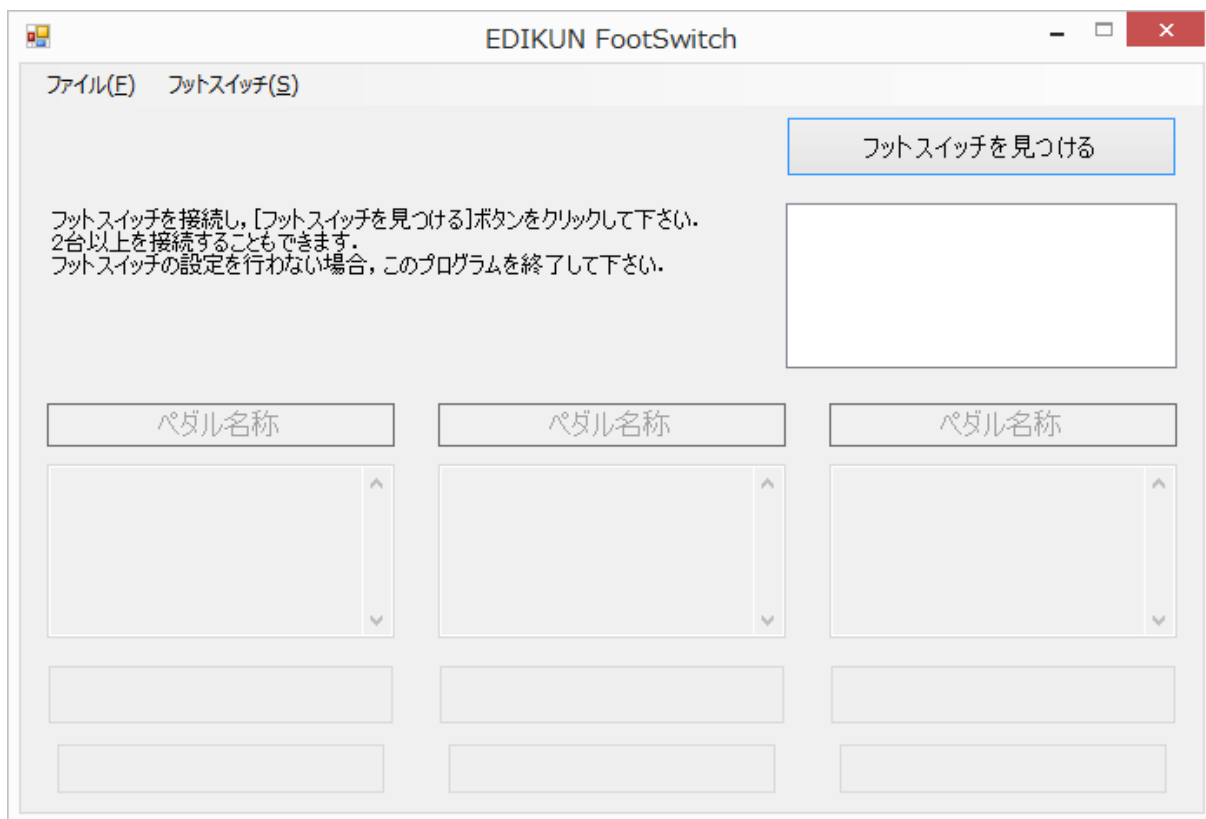 EDIKUN FootSwitch
ファイル(F) フットスイッチ(S)
フットスイッチを見つける
フットスイッチを接続し，[フットスイッチを見つける]ボタンをクリックして下さい．
2台以上を接続することもできます．
フットスイッチの設定を行わない場合，このプログラムを終了して下さい．
ペダル名称 ペダル名称 ペダル名称